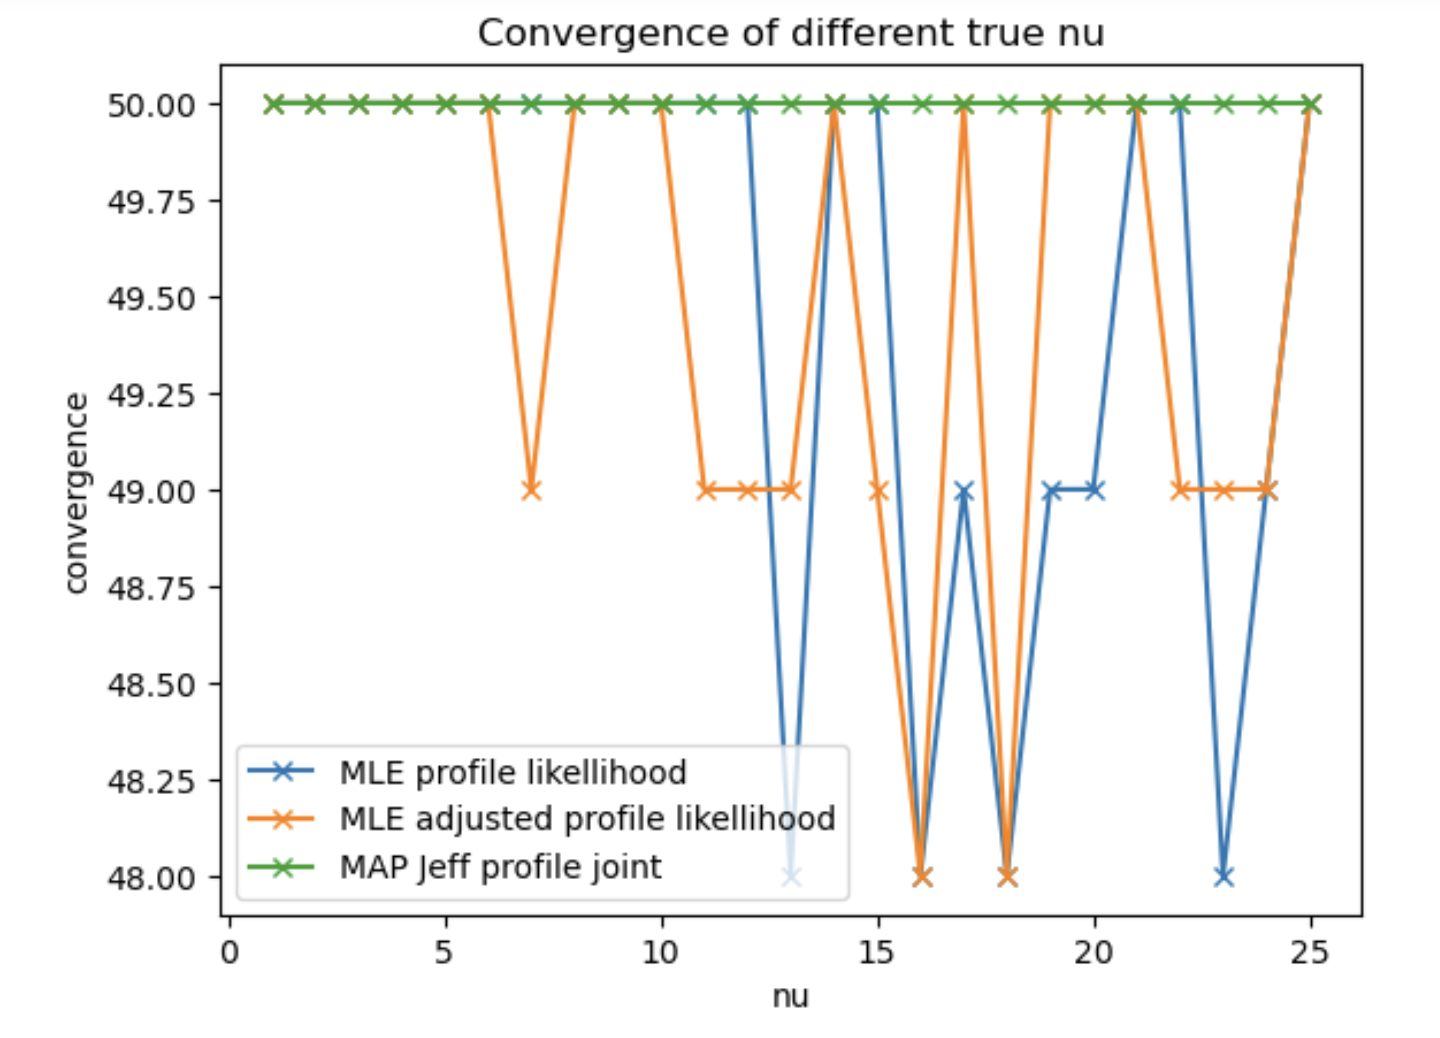 Convergence of different true nu
50.00
49.75
49.50
49.25
49.00
48.75
48.50
48.25
48.00
convergence
MLE profile likellihood
MLE adjusted profile likellihood
MAP Jeff profile joint
0 5 10 15 20 25
nu